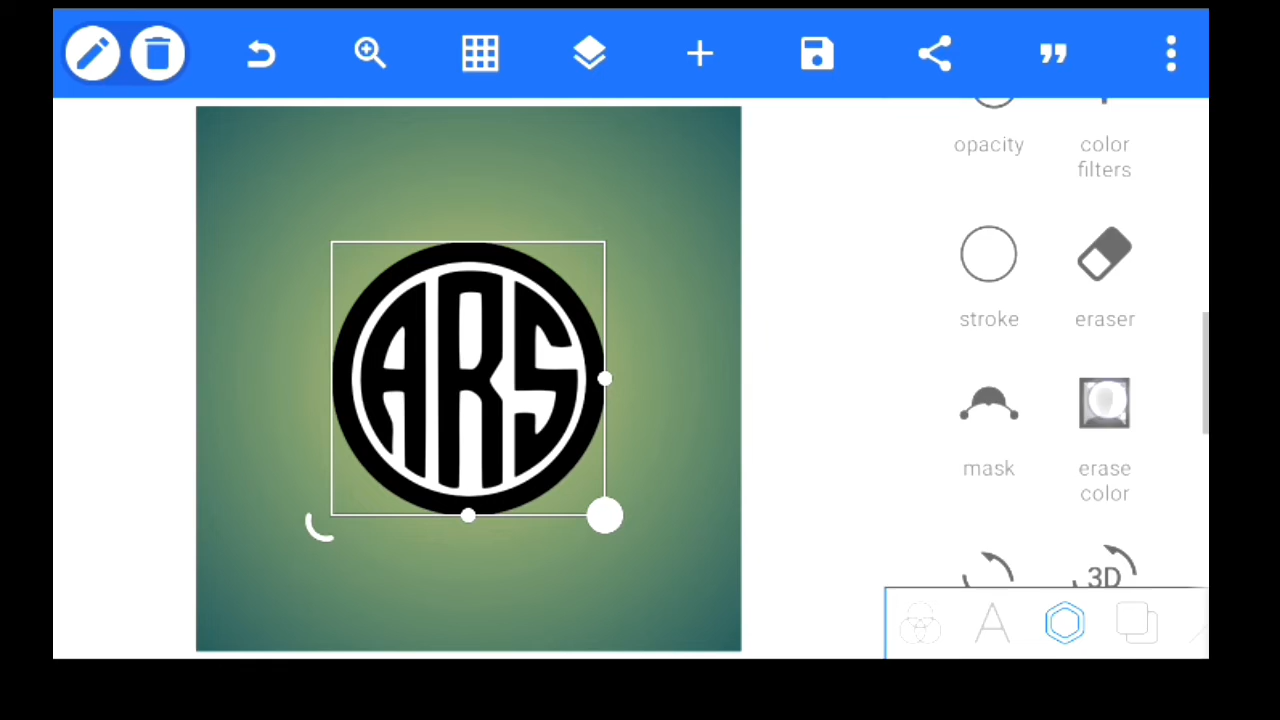 opacity
color
filters
ARS
stroke
eraser
mask
erase
color
3D
A